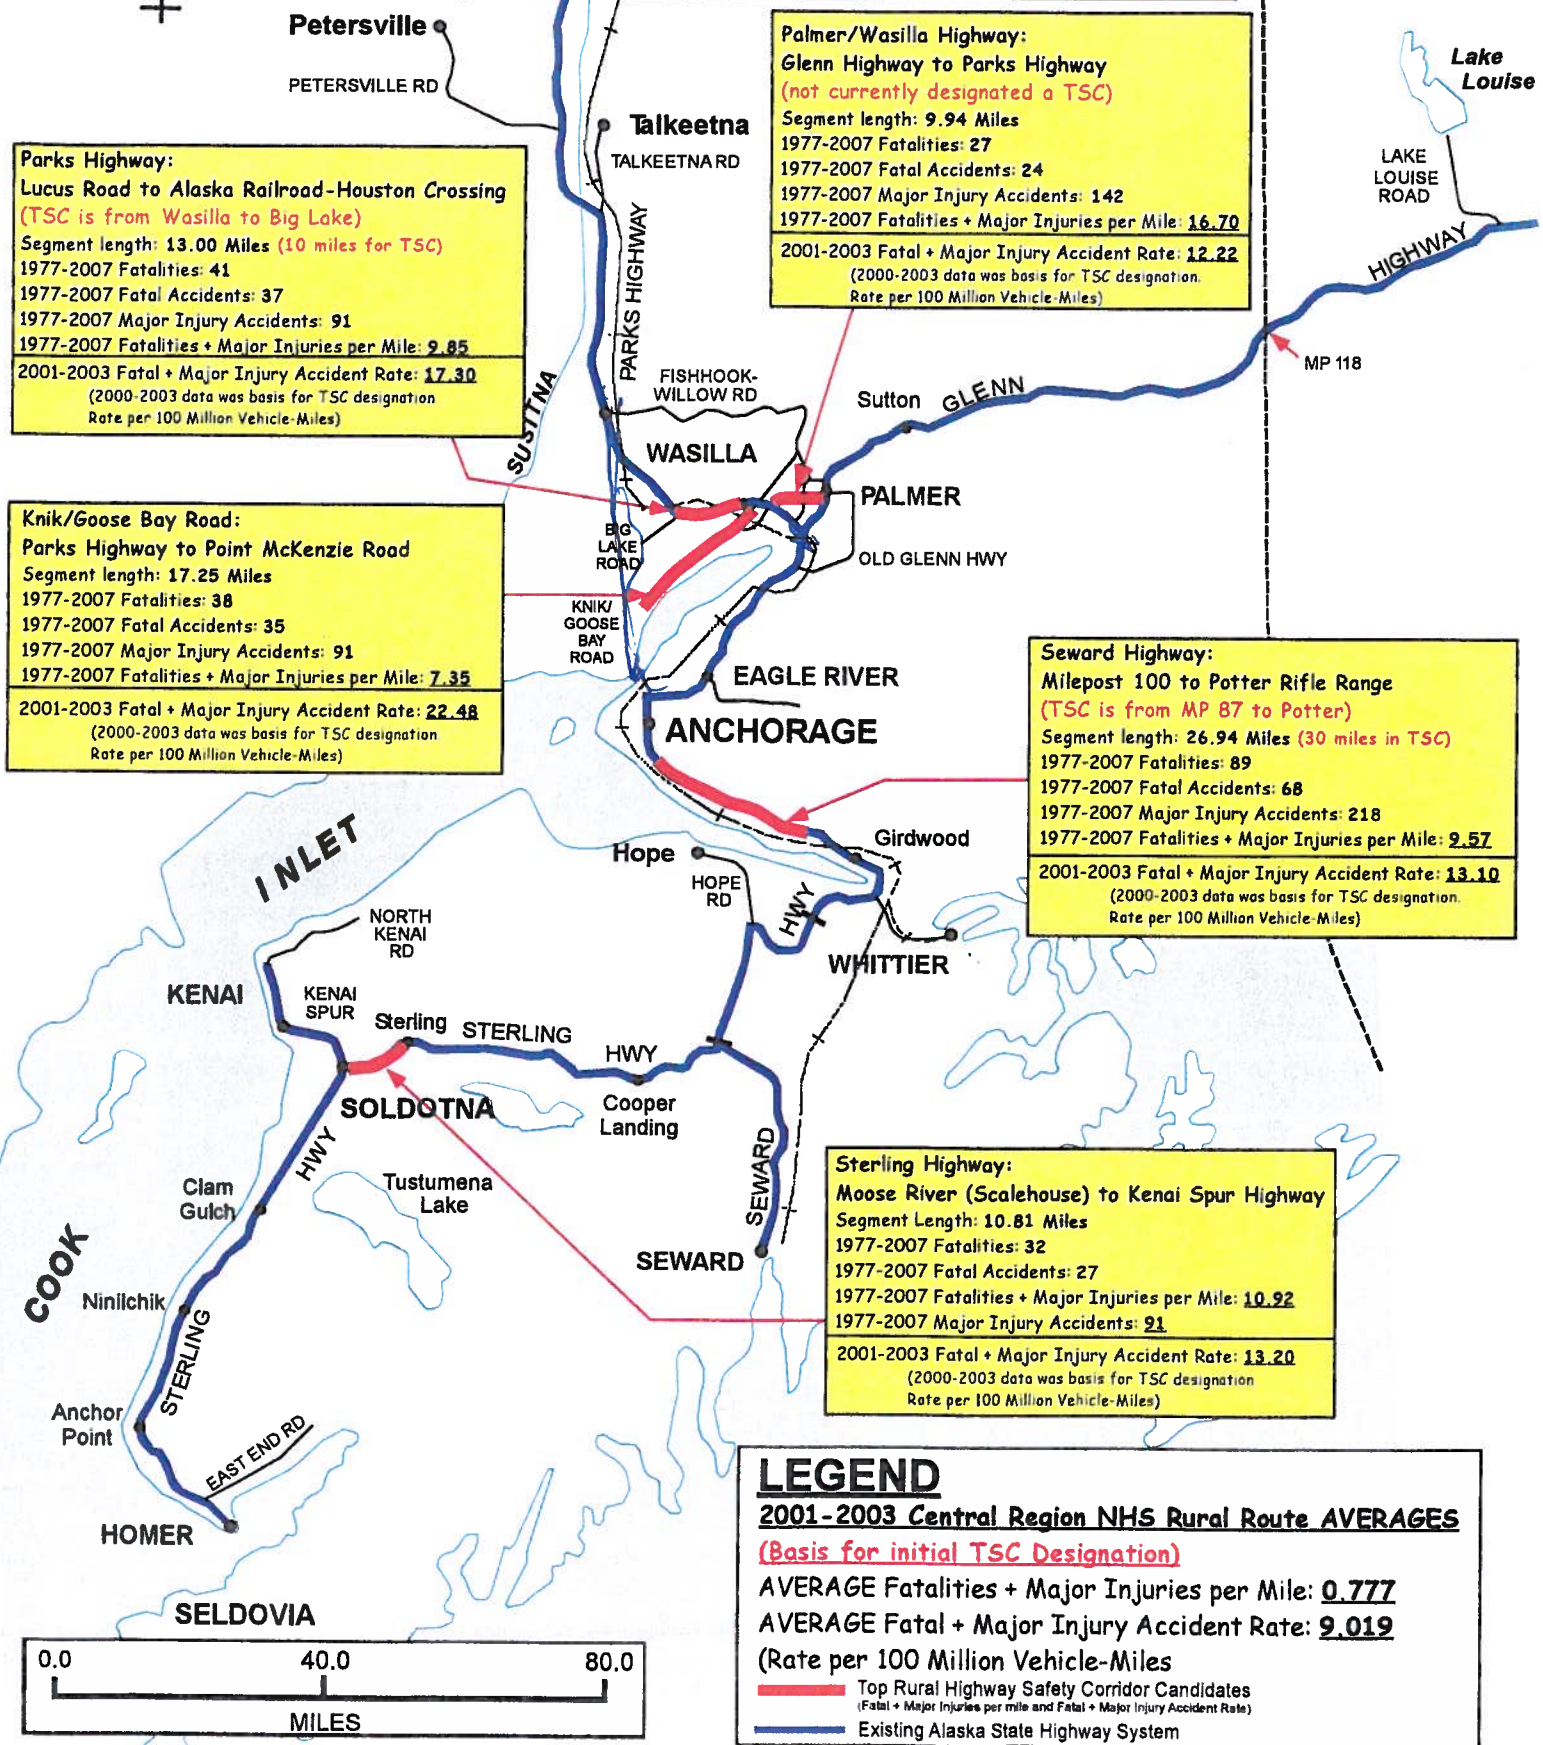 Petersville
PETERSVILLE RD
Talkeetna
TALKEETNA RD
Lake
Louise
LAKE
LOUISE
ROAD
Palmer/Wasilla Highway:
Glenn Highway to Parks Highway
(not currently designated a TSC)
Segment length: 9.94 Miles
1977-2007 Fatalities: 27
1977-2007 Fatal Accidents: 24
1977-2007 Major Injury Accidents: 142
1977-2007 Fatalities + Major Injuries per Mile: 16.70
2001-2003 Fatal + Major Injury Accident Rate: 12.22
(2000-2003 data was basis for TSC designation.
Rate per 100 Million Vehicle-Miles)
Parks Highway:
Lucus Road to Alaska Railroad-Houston Crossing
(TSC is from Wasilla to Big Lake)
Segment length: 13.00 Miles (10 miles for TSC)
1977-2007 Fatalities: 41
1977-2007 Fatal Accidents: 37
1977-2007 Major Injury Accidents: 91
1977-2007 Fatalities + Major Injuries per Mile: 9.85
2001-2003 Fatal + Major Injury Accident Rate: 17.30
(2000-2003 data was basis for TSC designation
Rate per 100 Million Vehicle-Miles)
PARKS HIGHWAY
SUSITNA
FISHHOOK-
WILLOW RD
WASILLA
Sutton
GLENN
HIGHWAY
MP 118
PALMER
OLD GLENN HWY
BIG
LAKE
ROAD
KNIK/
GOOSE
BAY
ROAD
Knik/Goose Bay Road:
Parks Highway to Point McKenzie Road
Segment length: 17.25 Miles
1977-2007 Fatalities: 38
1977-2007 Fatal Accidents: 35
1977-2007 Major Injury Accidents: 91
1977-2007 Fatalities + Major Injuries per Mile: 7.35
2001-2003 Fatal + Major Injury Accident Rate: 22.48
(2000-2003 data was basis for TSC designation
Rate per 100 Million Vehicle-Miles)
EAGLE RIVER
ANCHORAGE
Seward Highway:
Milepost 100 to Potter Rifle Range
(TSC is from MP 87 to Potter)
Segment length: 26.94 Miles (30 miles in TSC)
1977-2007 Fatalities: 89
1977-2007 Fatal Accidents: 68
1977-2007 Major Injury Accidents: 218
1977-2007 Fatalities + Major Injuries per Mile: 9.57
2001-2003 Fatal + Major Injury Accident Rate: 13.10
(2000-2003 data was basis for TSC designation.
Rate per 100 Million Vehicle-Miles)
INLET
Hope
HOPE
RD
Girdwood
HWY
WHITTIER
NORTH
KENAI
RD
KENAI
KENAI
SPUR
Sterling
STERLING
HWY
SOLDOTNA
Cooper
Landing
HWY
Clam
Gulch
Tustumena
Lake
SEWARD
SEWARD
COOK
Ninilchik
STERLING
Anchor
Point
EAST END RD
HOMER
SELDOVIA
Sterling Highway:
Moose River (Scalehouse) to Kenai Spur Highway
Segment Length: 10.81 Miles
1977-2007 Fatalities: 32
1977-2007 Fatal Accidents: 27
1977-2007 Fatalities + Major Injuries per Mile: 10.92
1977-2007 Major Injury Accidents: 91
2001-2003 Fatal + Major Injury Accident Rate: 13.20
(2000-2003 data was basis for TSC designation
Rate per 100 Million Vehicle-Miles)
LEGEND
2001-2003 Central Region NHS Rural Route AVERAGES
(Basis for initial TSC Designation)
AVERAGE Fatalities + Major Injuries per Mile: 0.777
AVERAGE Fatal + Major Injury Accident Rate: 9.019
(Rate per 100 Million Vehicle-Miles
Top Rural Highway Safety Corridor Candidates
(Fatal + Major Injuries per mile and Fatal + Major Injury Accident Rate)
Existing Alaska State Highway System
0.0 40.0 80.0
MILES